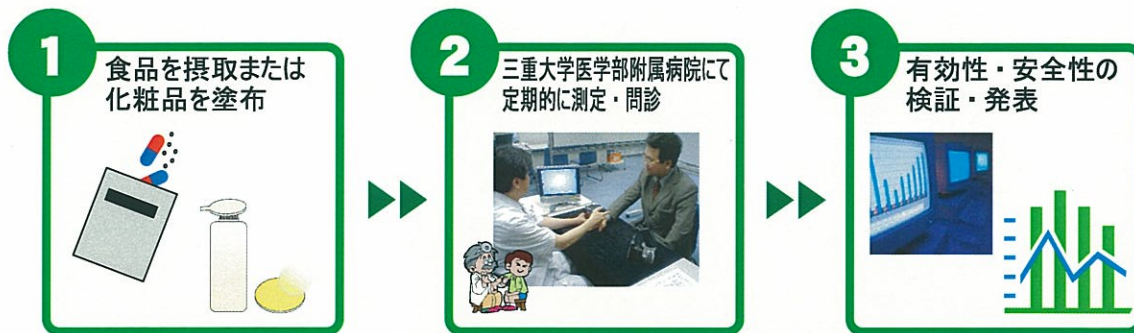 1
食品を摂取または
化粧品を塗布
2
三重大学医学部附属病院にて
定期的に測定・問診
3
有効性・安全性の
検証・発表